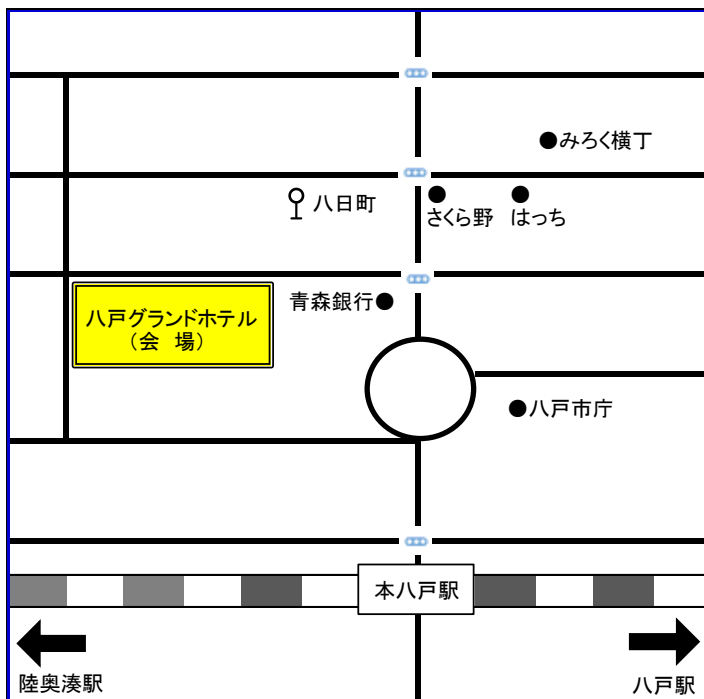 ●みろく横丁
八日町
さくら野
はっち
青森銀行●
八戸グランドホテル
（会　場）
●八戸市庁
本八戸駅
陸奥湊駅
八戸駅